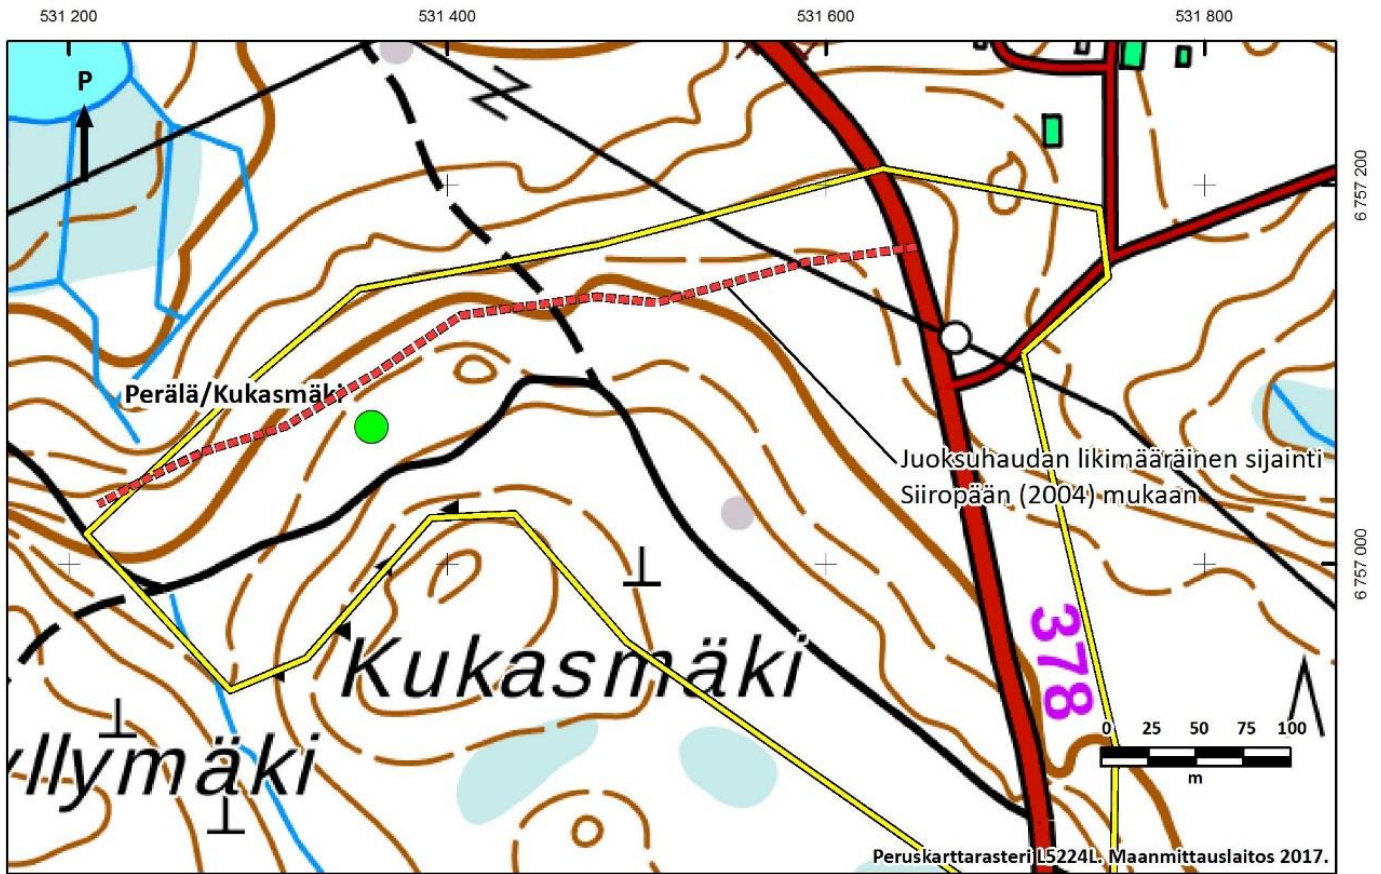 531 200
531 400
531 600
531 800
P
6 757 200
Perälä/Kukasmäki
Juoksuhaudan likimääräinen sijainti
Siiropään (2004) mukaan
6 757 000
378
Kukasmäki
0 25 50 75 100
m
yllymäki
Peruskarttarasteri L5224L. Maanmittauslaitos 2017.